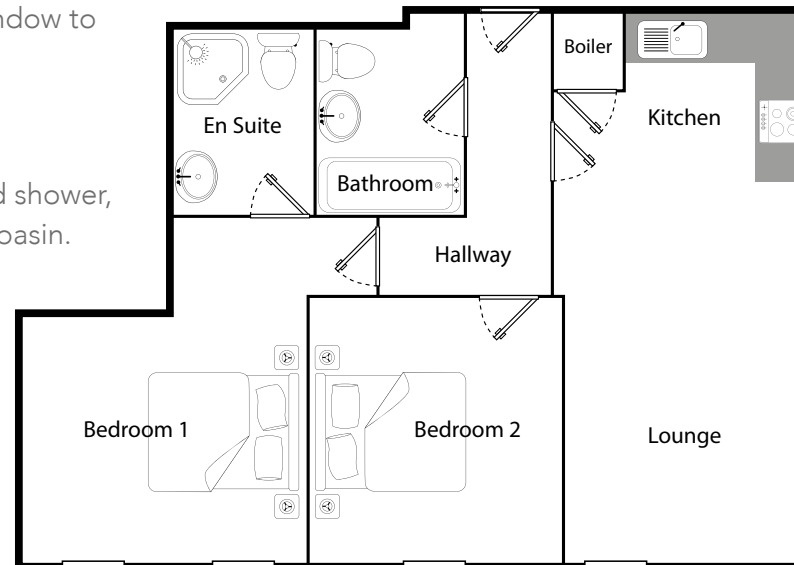 ndow to
shower,
basin.
Boiler
En Suite
Kitchen
Bathroom
Hallway
Bedroom 1
Bedroom 2
Lounge